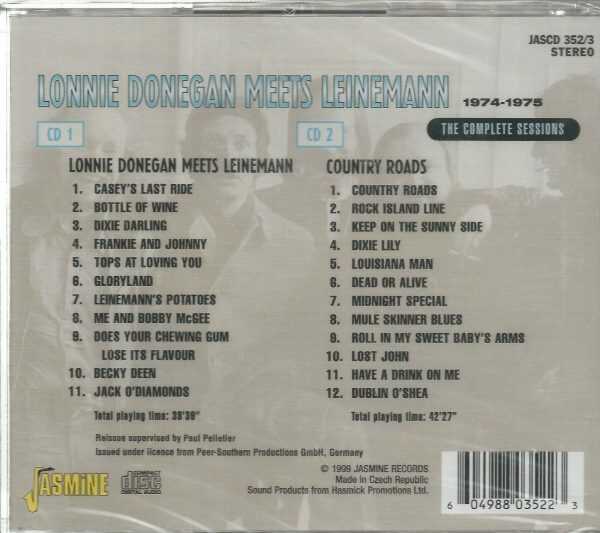 JASCD 352/3
STEREO
LONNIE DONEGAN MEETS LEINEMANN 1974-1975
THE COMPLETE SESSIONS
CD 1
LONNIE DONEGAN MEETS LEINEMANN
1. CASEY'S LAST RIDE
2. BOTTLE OF WINE
3. DIXIE DARLING
4. FRANKIE AND JOHNNY
5. TOPS AT LOVING YOU
6. GLORYLAND
7. LEINEMANN'S POTATOES
8. ME AND BOBBY McGEE
9. DOES YOUR CHEWING GUM
LOSE ITS FLAVOUR
10. BECKY DEEN
11. JACK O'DIAMONDS
Total playing time: 38'39"
CD 2
COUNTRY ROADS
1. COUNTRY ROADS
2. ROCK ISLAND LINE
3. KEEP ON THE SUNNY SIDE
4. DIXIE LILY
5. LOUISIANA MAN
6. DEAD OR ALIVE
7. MIDNIGHT SPECIAL
8. MULE SKINNER BLUES
9. ROLL IN MY SWEET BABY'S ARMS
10. LOST JOHN
11. HAVE A DRINK ON ME
12. DUBLIN O'SHEA
Total playing time: 42'27"
Reissue supervised by Paul Pelletier
Issued under licence from Peer-Southern Productions GmbH, Germany
JASMINE
COMPACT
disc
DIGITAL AUDIO
© 1999 JASMINE RECORDS
Made in Czech Republic
Sound Products from Hasmick Promotions Ltd.
6 04988 03522 3